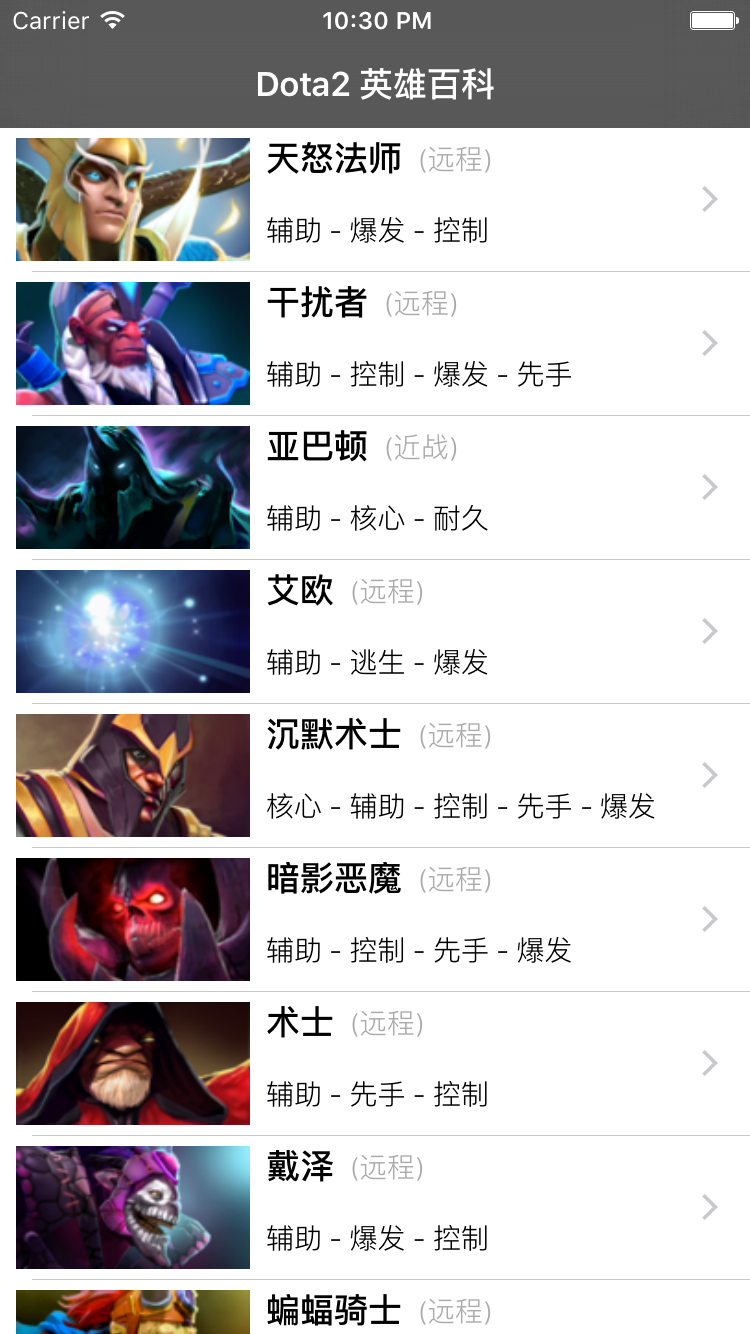 Carrier 10:30 PM
Dota2 英雄百科
天怒法师 (远程)
辅助 - 爆发 - 控制
干扰者 (远程)
辅助 - 控制 - 爆发 - 先手
亚巴顿 (近战)
辅助 - 核心 - 耐久
艾欧 (远程)
辅助 - 逃生 - 爆发
沉默术士 (远程)
核心 - 辅助 - 控制 - 先手 - 爆发
暗影恶魔 (远程)
辅助 - 控制 - 先手 - 爆发
术士 (远程)
辅助 - 先手 - 控制
戴泽 (远程)
辅助 - 爆发 - 控制
蝙蝠骑士 (远程)